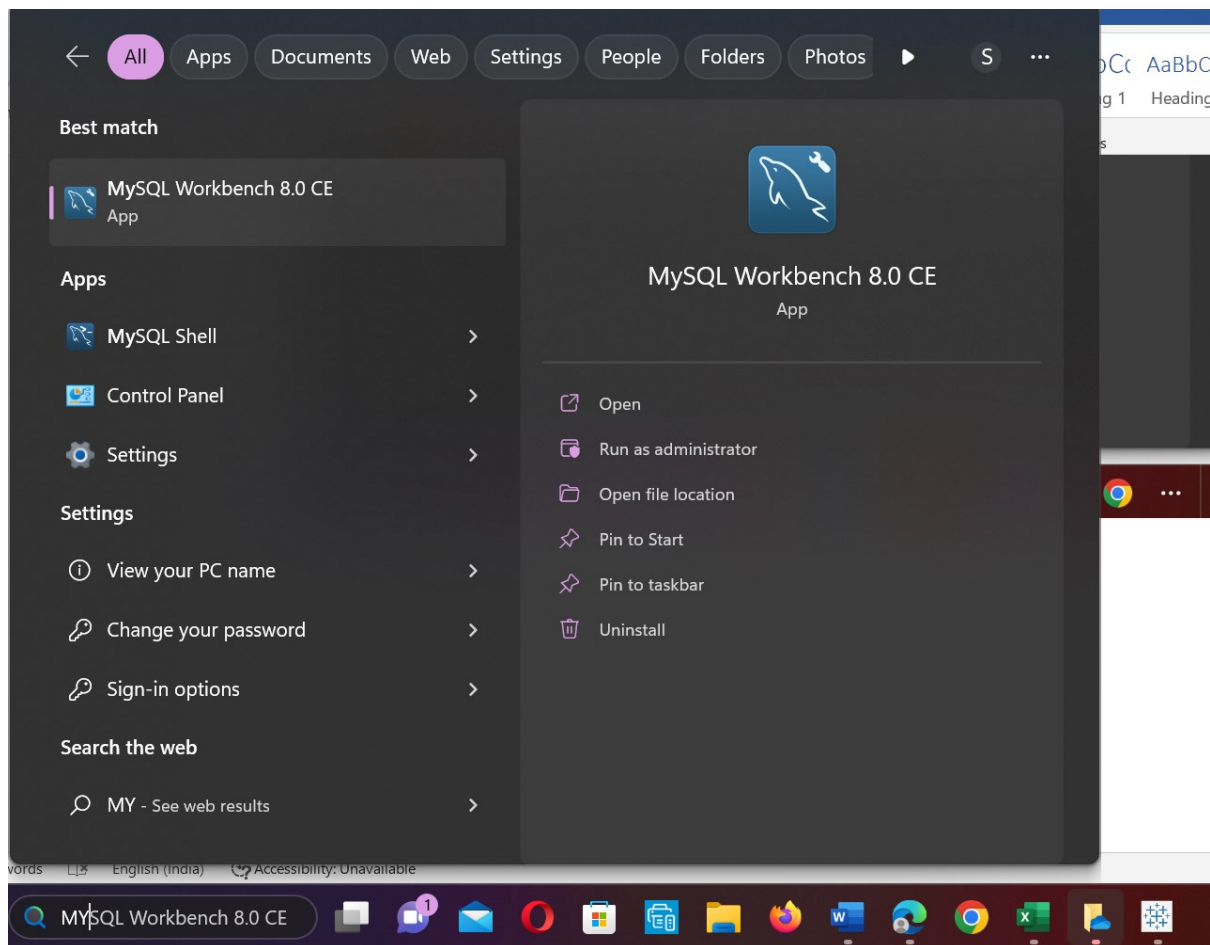 All Apps Documents Web Settings People Folders Photos S
AaBbC
Heading
Best match
MySQL Workbench 8.0 CE
App
Apps
MySQL Shell
Control Panel
Settings
Settings
View your PC name
Change your password
Sign-in options
Search the web
MY - See web results
MySQL Workbench 8.0 CE
App
Open
Run as administrator
Open file location
Pin to Start
Pin to taskbar
Uninstall
English (India) Accessibility: Unavailable
MYSQL Workbench 8.0 CE
1